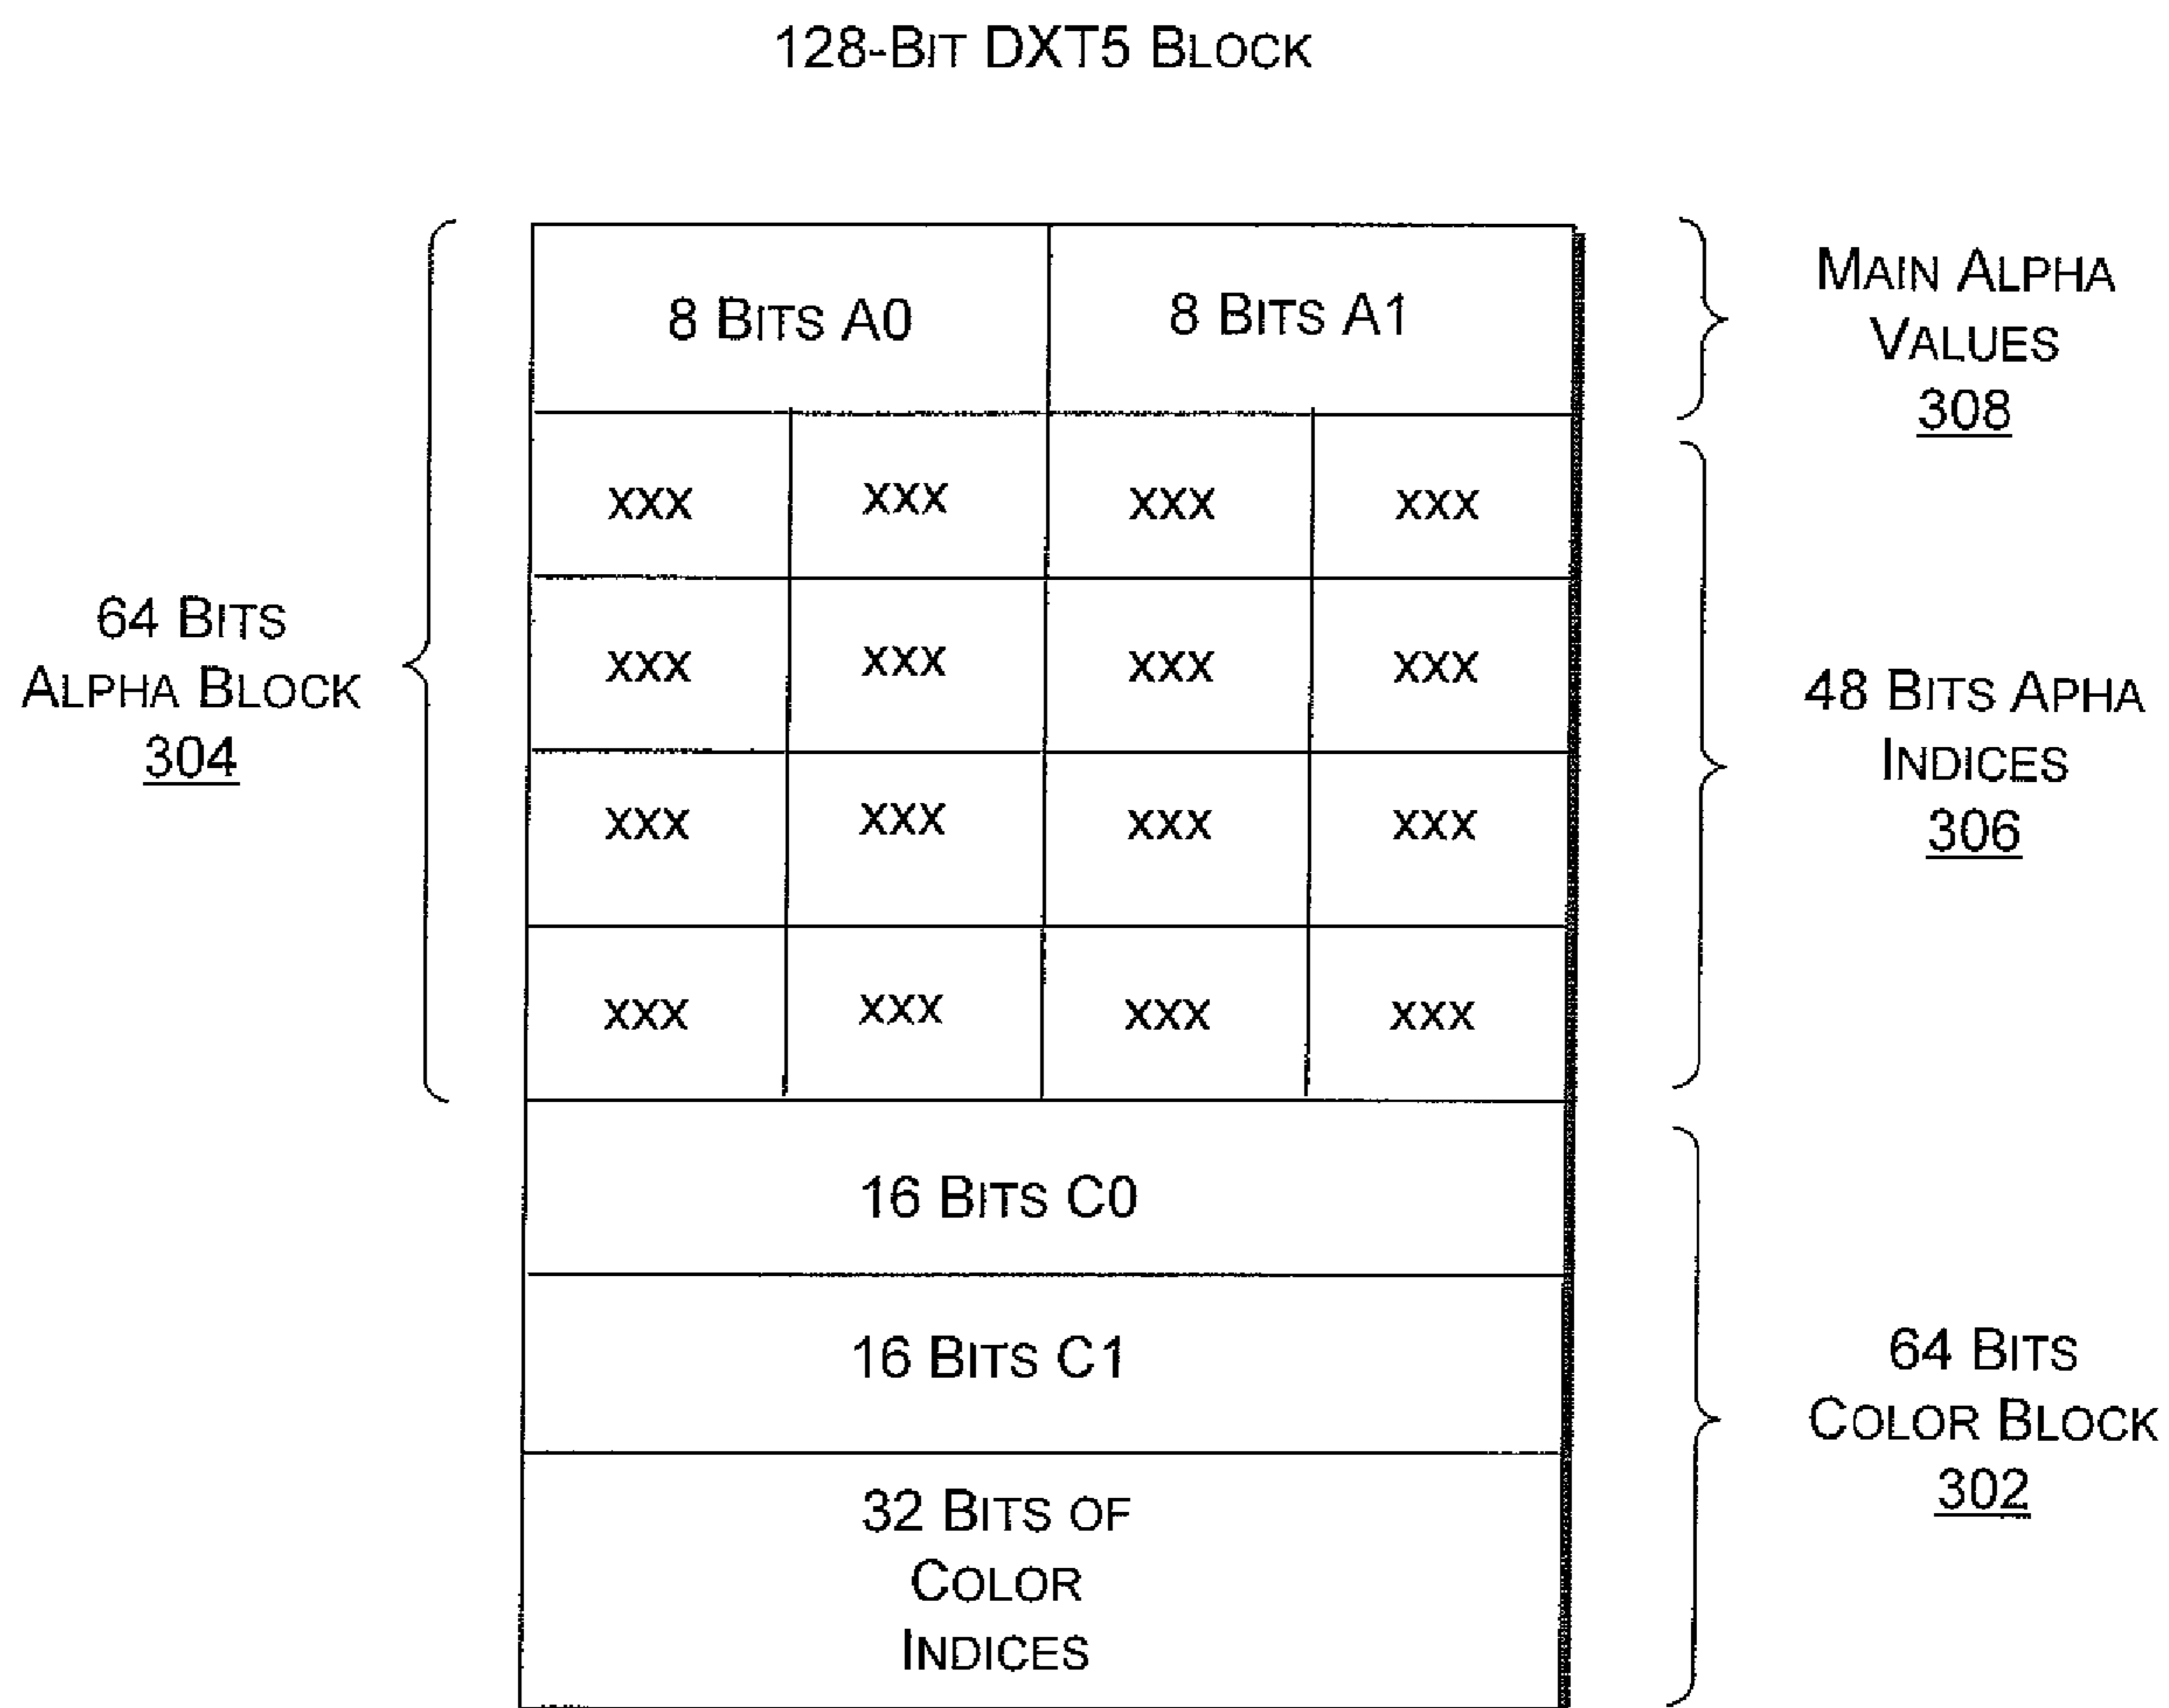 128-BIT DXT5 BLOCK
8 BITS A0
8 BITS A1
MAIN ALPHA
VALUES
308
xxx xxx xxx xxx
xxx xxx xxx xxx
xxx xxx xxx xxx
xxx xxx xxx xxx
64 BITS
ALPHA BLOCK
304
48 BITS APHA
INDICES
306
16 BITS C0
16 BITS C1
32 BITS OF
COLOR
INDICES
64 BITS
COLOR BLOCK
302